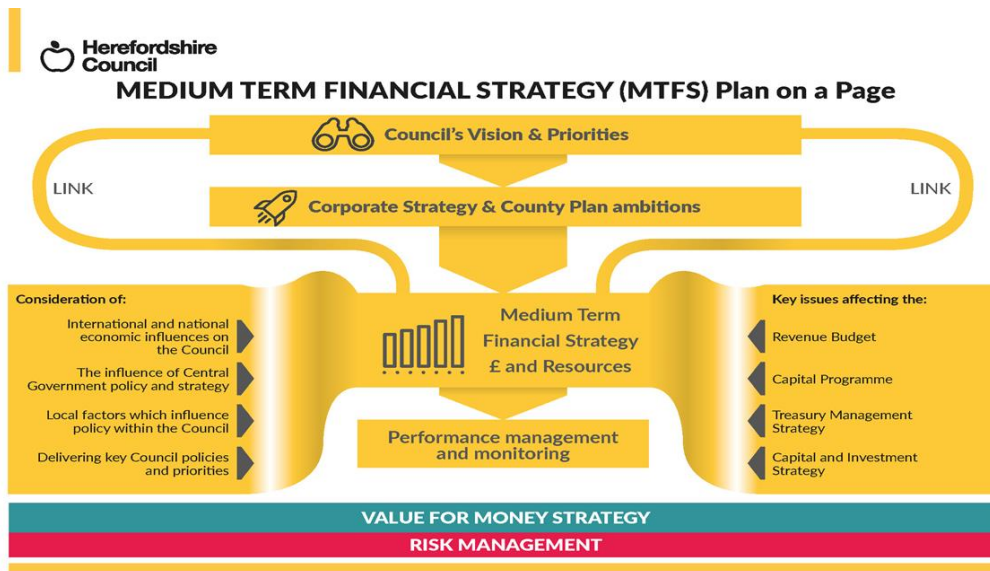 Herefordshire
Council
MEDIUM TERM FINANCIAL STRATEGY (MTFS) Plan on a Page
Council's Vision & Priorities
LINK
LINK
Corporate Strategy & County Plan ambitions
Consideration of:
International and national
economic influences on
the Council
The influence of Central
Government policy and strategy
Local factors which influence
policy within the Council
Delivering key Council policies
and priorities
Medium Term
Financial Strategy
£ and Resources
Performance management
and monitoring
Key issues affecting the:
Revenue Budget
Capital Programme
Treasury Management
Strategy
Capital and Investment
Strategy
VALUE FOR MONEY STRATEGY
RISK MANAGEMENT